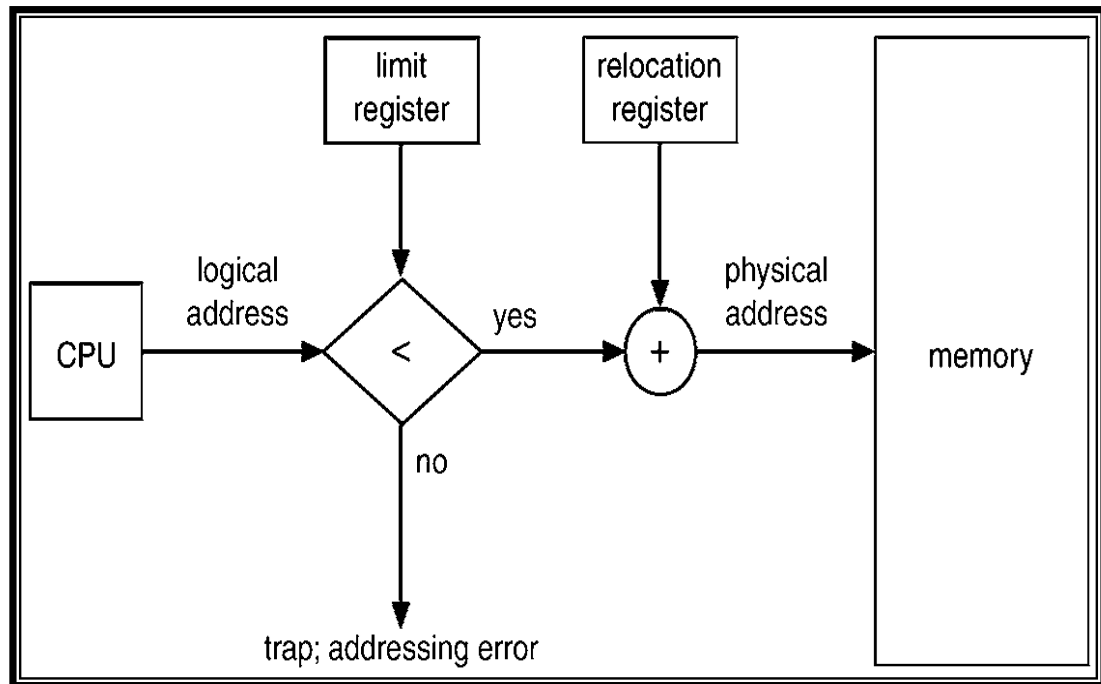 limit
register
relocation
register
logical
address
physical
address
CPU
<
yes
+
memory
no
trap; addressing error